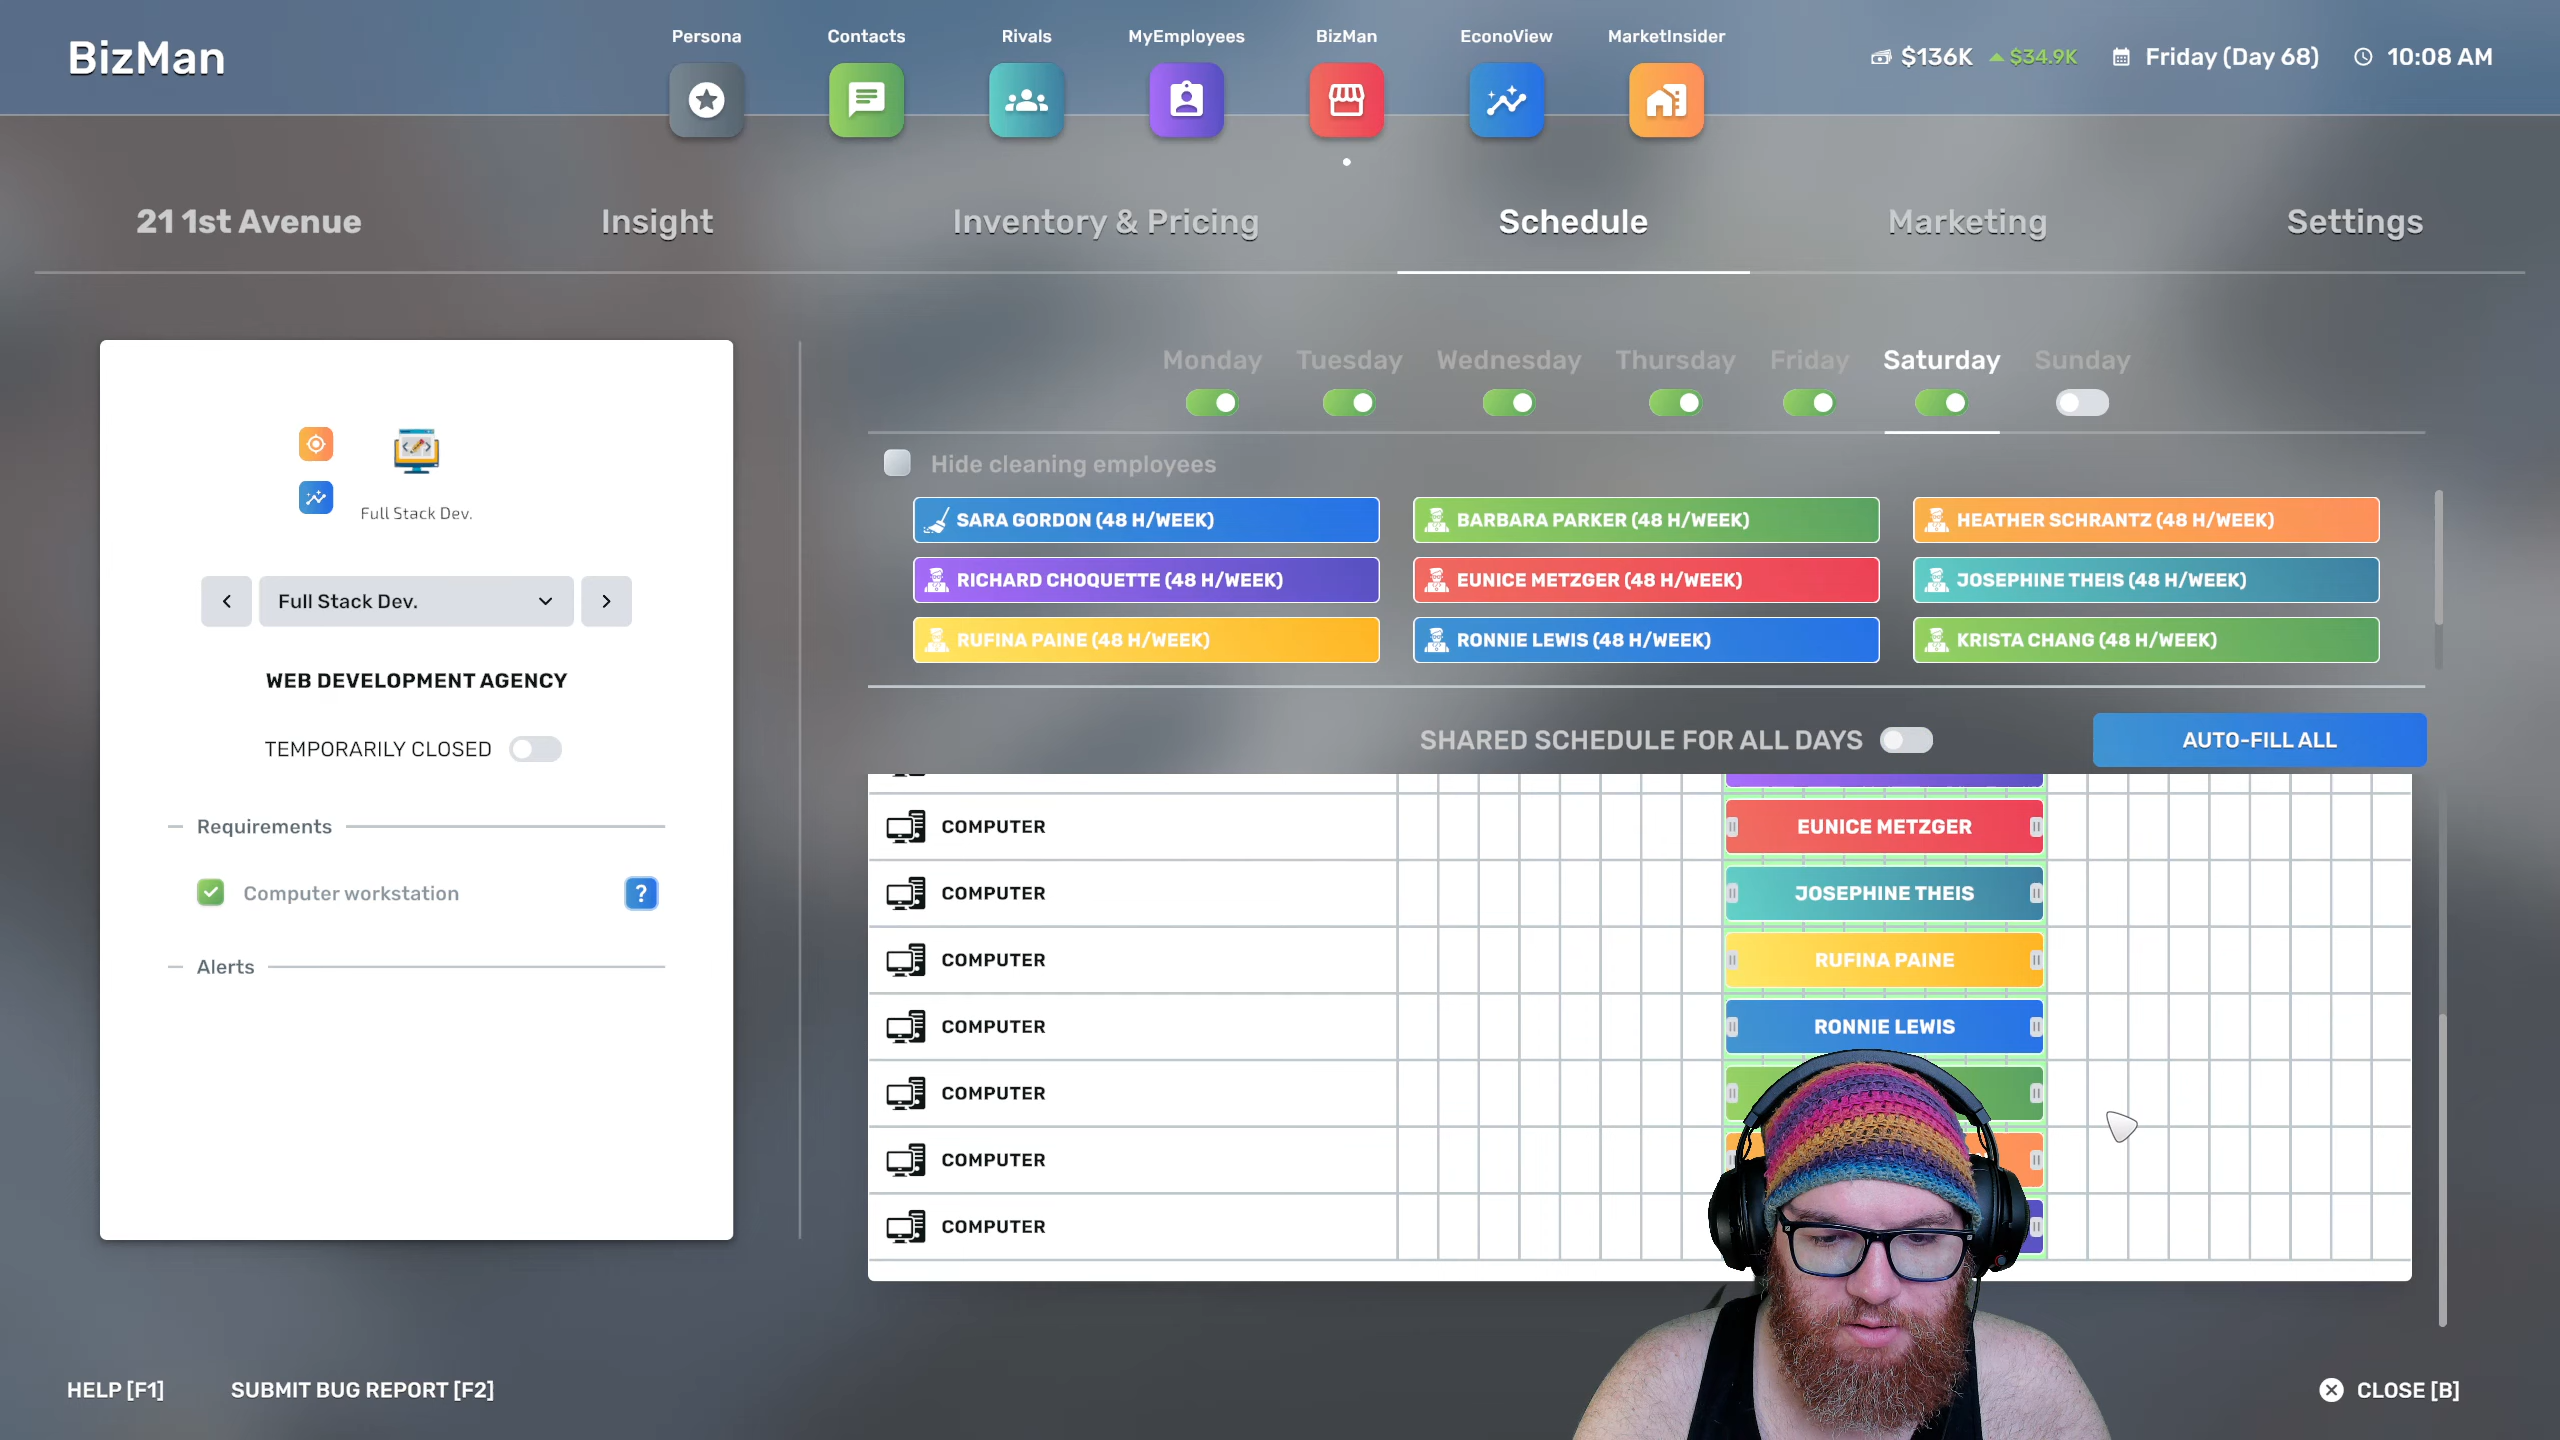 BizMan
Persona
Contacts
Rivals
MyEmployees
BizMan
EconoView
MarketInsider
$136K
$34.9K
Friday (Day 68)
10:08 AM
21 1st Avenue
Insight
Inventory & Pricing
Schedule
Marketing
Settings
Full Stack Dev.
Full Stack Dev.
WEB DEVELOPMENT AGENCY
TEMPORARILY CLOSED
Requirements
Computer workstation
?
Alerts
Monday
Tuesday
Wednesday
Thursday
Friday
Saturday
Sunday
Hide cleaning employees
SARA GORDON (48 H/WEEK)
BARBARA PARKER (48 H/WEEK)
HEATHER SCHRANTZ (48 H/WEEK)
RICHARD CHOQUETTE (48 H/WEEK)
EUNICE METZGER (48 H/WEEK)
JOSEPHINE THEIS (48 H/WEEK)
RUFINA PAINE (48 H/WEEK)
RONNIE LEWIS (48 H/WEEK)
KRISTA CHANG (48 H/WEEK)
SHARED SCHEDULE FOR ALL DAYS
AUTO-FILL ALL
COMPUTER
EUNICE METZGER
COMPUTER
JOSEPHINE THEIS
COMPUTER
RUFINA PAINE
COMPUTER
RONNIE LEWIS
COMPUTER
COMPUTER
COMPUTER
HELP [F1]
SUBMIT BUG REPORT [F2]
CLOSE [B]